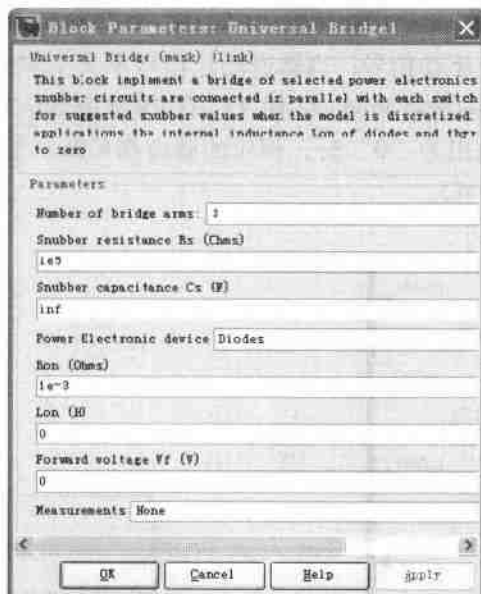 Block Parameters: Universal Bridge1
Universal Bridge (mask) (link)
This block implement a bridge of selected power electronics
snubber circuits are connected in parallel with each switch
for suggested snubber values when the model is discretized.
applications the internal inductance Lon of diodes and thyr
to zero
Parameters
Number of bridge arms:
Snubber resistance Rs (Ohms)
1e5
Snubber capacitance Cs (F)
inf
Power Electronic device Diodes
Ron (Ohms)
1e-3
Lon (H)
0
Forward voltage Vf (V)
0
Measurements None
OK Cancel Help Apply